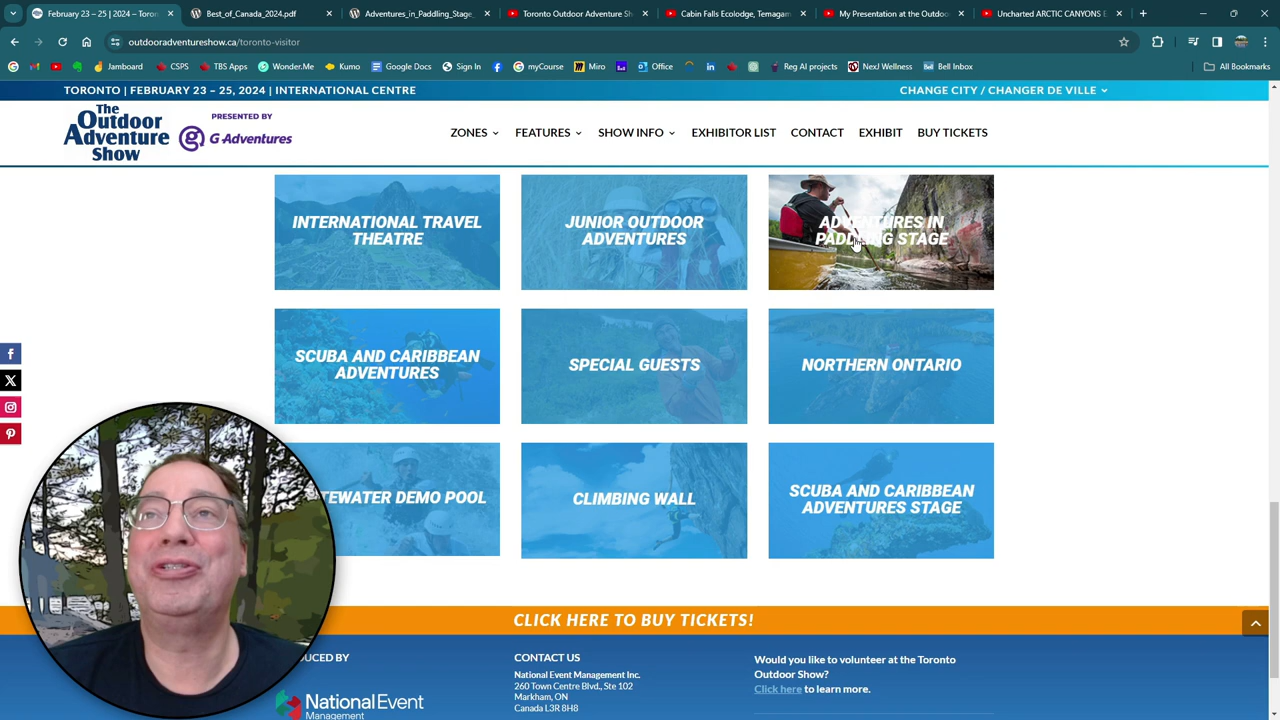 February 23 – 25 | 2024 – Toron
Best_of_Canada_2024.pdf
Adventures_in_Paddling_Stage_
Toronto Outdoor Adventure Sh
Cabin Falls Ecolodge, Temagam
My Presentation at the Outdoo
Uncharted ARCTIC CANYONS E
outdooradventureshow.ca/toronto-visitor
Jamboard
CSPS
TBS Apps
Wonder.Me
Kumo
Google Docs
Sign In
myCourse
Miro
Office
Reg AI projects
NexJ Wellness
Bell Inbox
All Bookmarks
TORONTO | FEBRUARY 23 – 25, 2024 | INTERNATIONAL CENTRE
CHANGE CITY / CHANGER DE VILLE
The
Outdoor
Adventure
Show
PRESENTED BY
G Adventures
ZONES
FEATURES
SHOW INFO
EXHIBITOR LIST
CONTACT
EXHIBIT
BUY TICKETS
INTERNATIONAL TRAVEL
THEATRE
JUNIOR OUTDOOR
ADVENTURES
ADVENTURES IN
PADDLING STAGE
SCUBA AND CARIBBEAN
ADVENTURES
SPECIAL GUESTS
NORTHERN ONTARIO
TEWATER DEMO POOL
CLIMBING WALL
SCUBA AND CARIBBEAN
ADVENTURES STAGE
CLICK HERE TO BUY TICKETS!
UCED BY
National Event
Management
CONTACT US
National Event Management Inc.
260 Town Centre Blvd., Ste 102
Markham, ON
Canada L3R 8H8
Would you like to volunteer at the Toronto
Outdoor Show?
Click here to learn more.